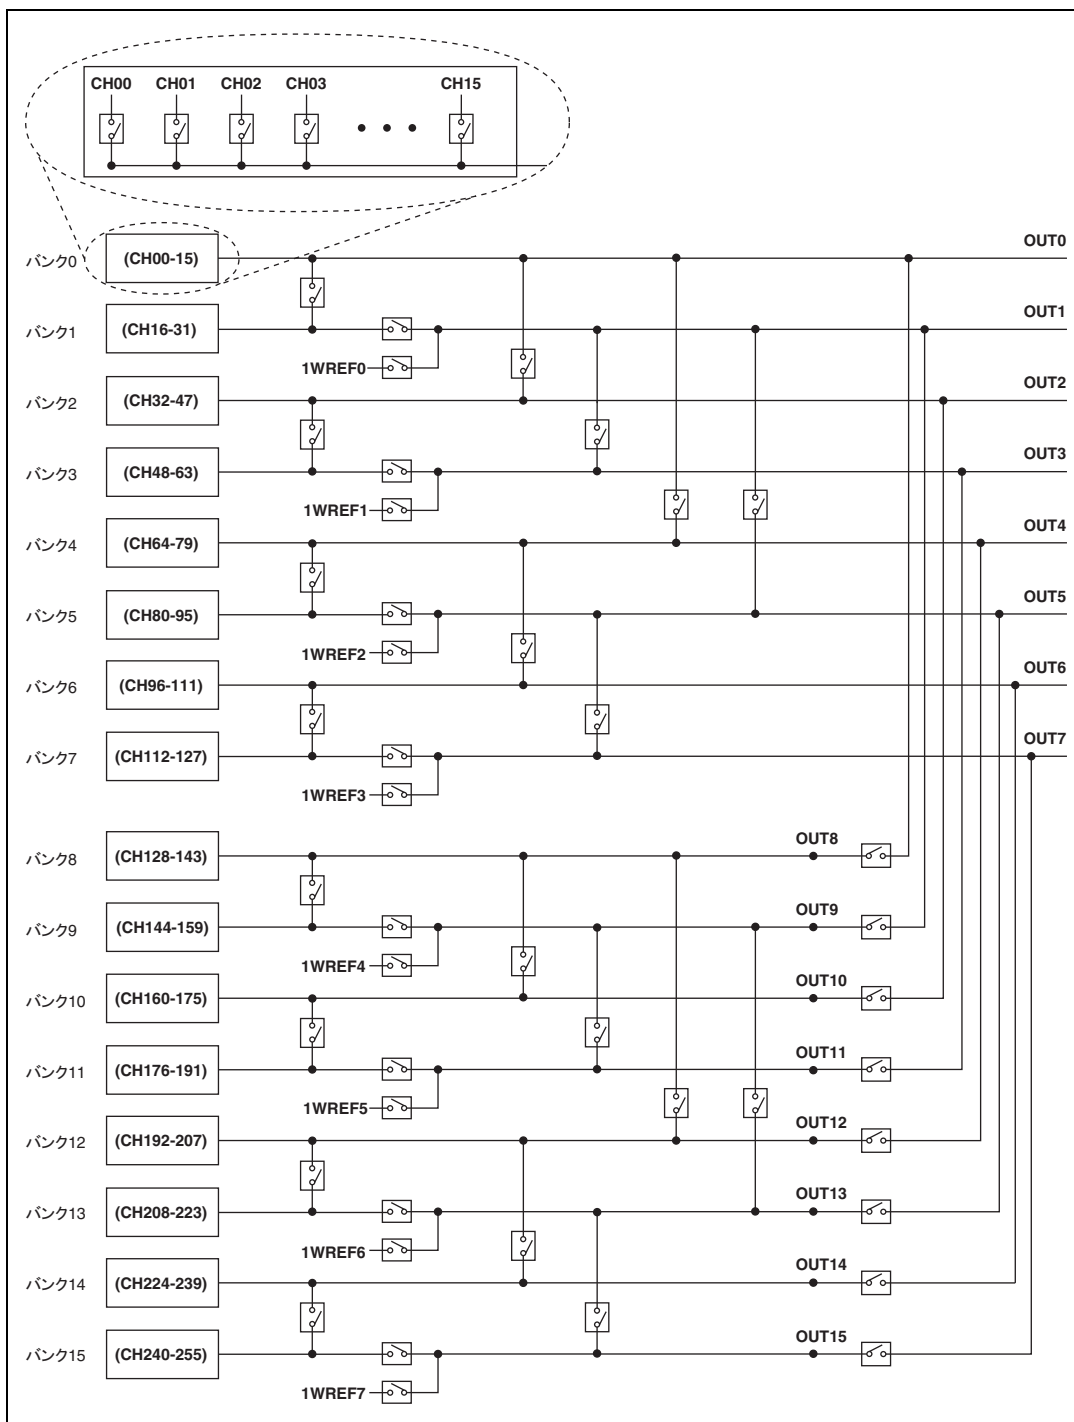 CH00 CH01 CH02 CH03 CH15
OUT0
バンク0 (CH00-15)
OUT1
バンク1 (CH16-31)
1WREF0
OUT2
バンク2 (CH32-47)
OUT3
バンク3 (CH48-63)
1WREF1
OUT4
バンク4 (CH64-79)
OUT5
バンク5 (CH80-95)
1WREF2
OUT6
バンク6 (CH96-111)
OUT7
バンク7 (CH112-127)
1WREF3
OUT8
バンク8 (CH128-143)
OUT9
バンク9 (CH144-159)
1WREF4
OUT10
バンク10 (CH160-175)
OUT11
バンク11 (CH176-191)
1WREF5
OUT12
バンク12 (CH192-207)
OUT13
バンク13 (CH208-223)
1WREF6
OUT14
バンク14 (CH224-239)
OUT15
バンク15 (CH240-255)
1WREF7